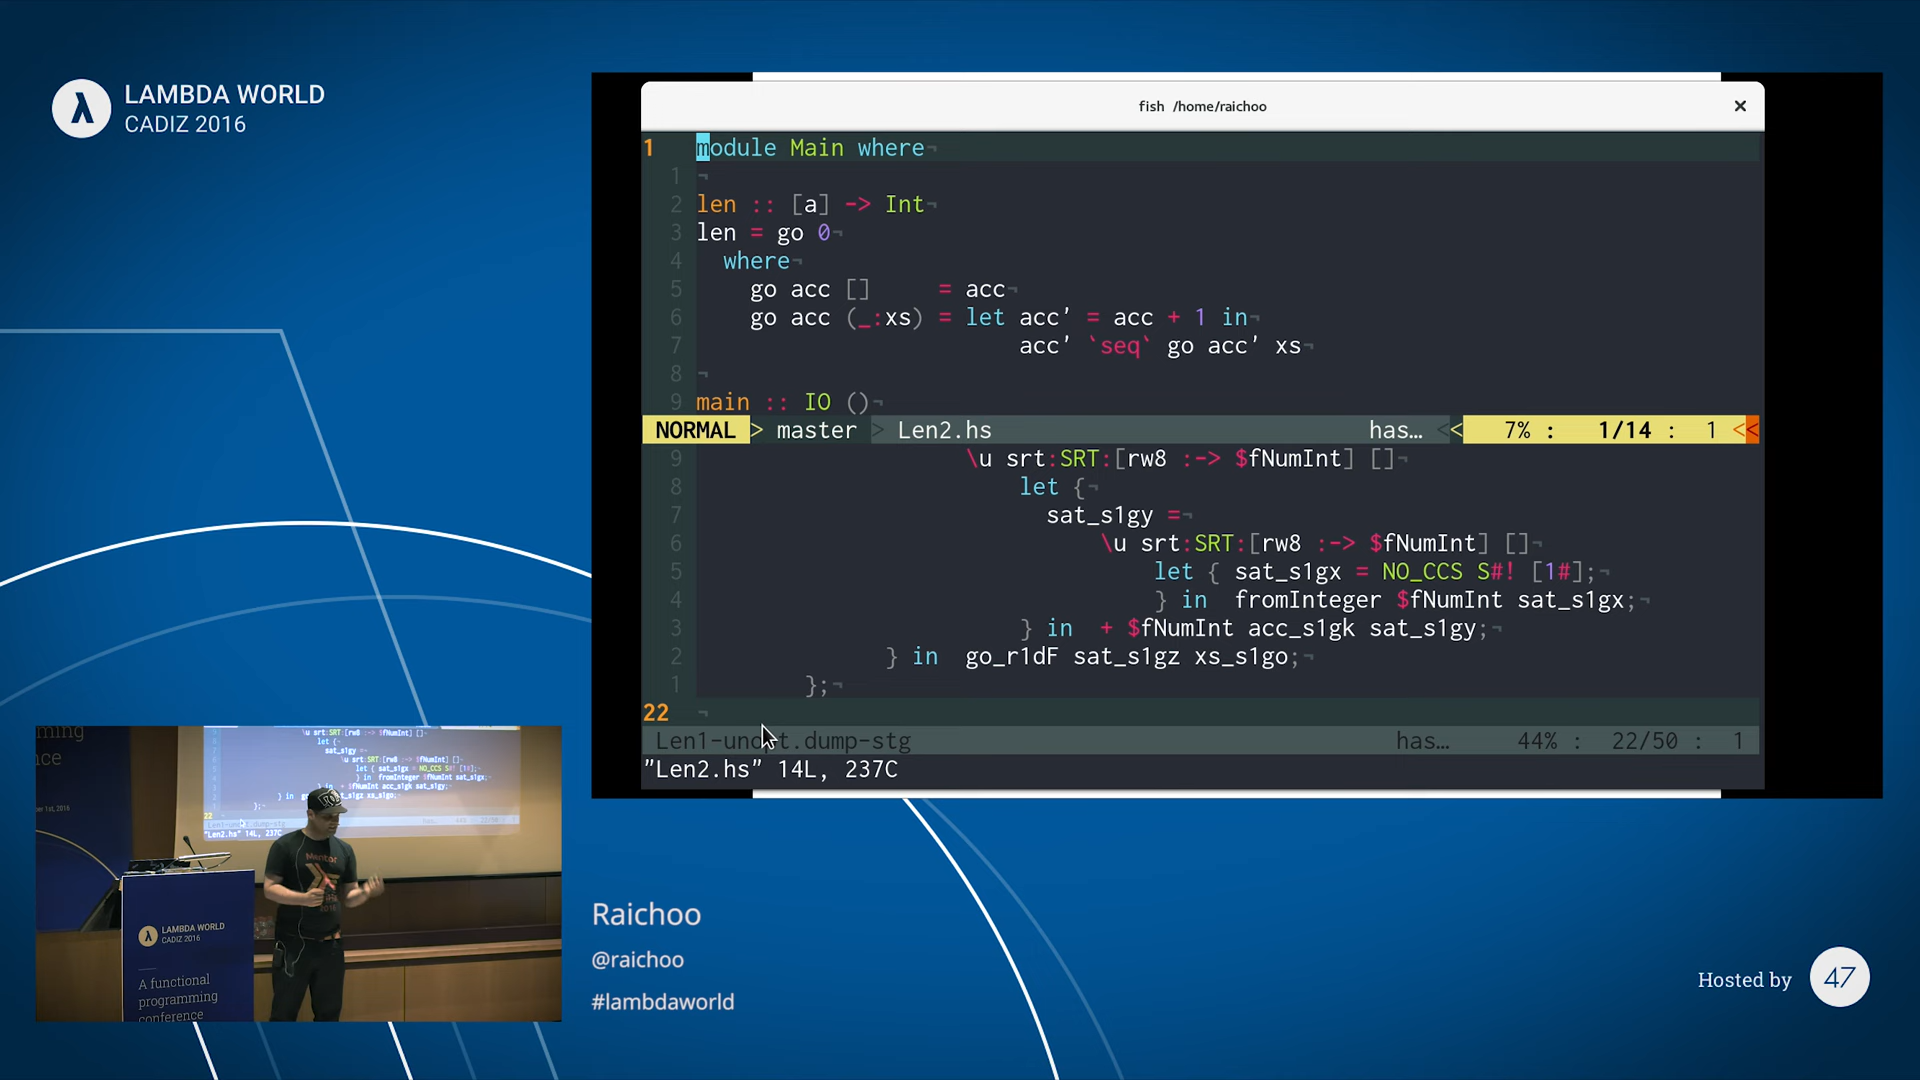 LAMBDA WORLD
CADIZ 2016
fish /home/raichoo
1 module Main where¬
1 ¬
2 len :: [a] -> Int¬
3 len = go 0¬
4 where¬
5 go acc [] = acc¬
6 go acc (_:xs) = let acc' = acc + 1 in¬
7 acc' `seq` go acc' xs¬
8 ¬
9 main :: IO ()¬
NORMAL > master > Len2.hs has… << 7% : 1/14 : 1 <<
9 \u srt:SRT:[rw8 :-> $fNumInt] []¬
8 let {¬
7 sat_s1gy =¬
6 \u srt:SRT:[rw8 :-> $fNumInt] []¬
5 let { sat_s1gx = NO_CCS S#! [1#];¬
4 } in fromInteger $fNumInt sat_s1gx;¬
3 } in + $fNumInt acc_s1gk sat_s1gy;¬
2 } in go_r1dF sat_s1gz xs_s1go;¬
1 };¬
22 ¬
Len1-unopt.dump-stg has… 44% : 22/50 : 1
"Len2.hs" 14L, 237C
LAMBDA WORLD
CADIZ 2016
A functional
programming
conference
Mentor
Raichoo
@raichoo
#lambdaworld
Hosted by 47